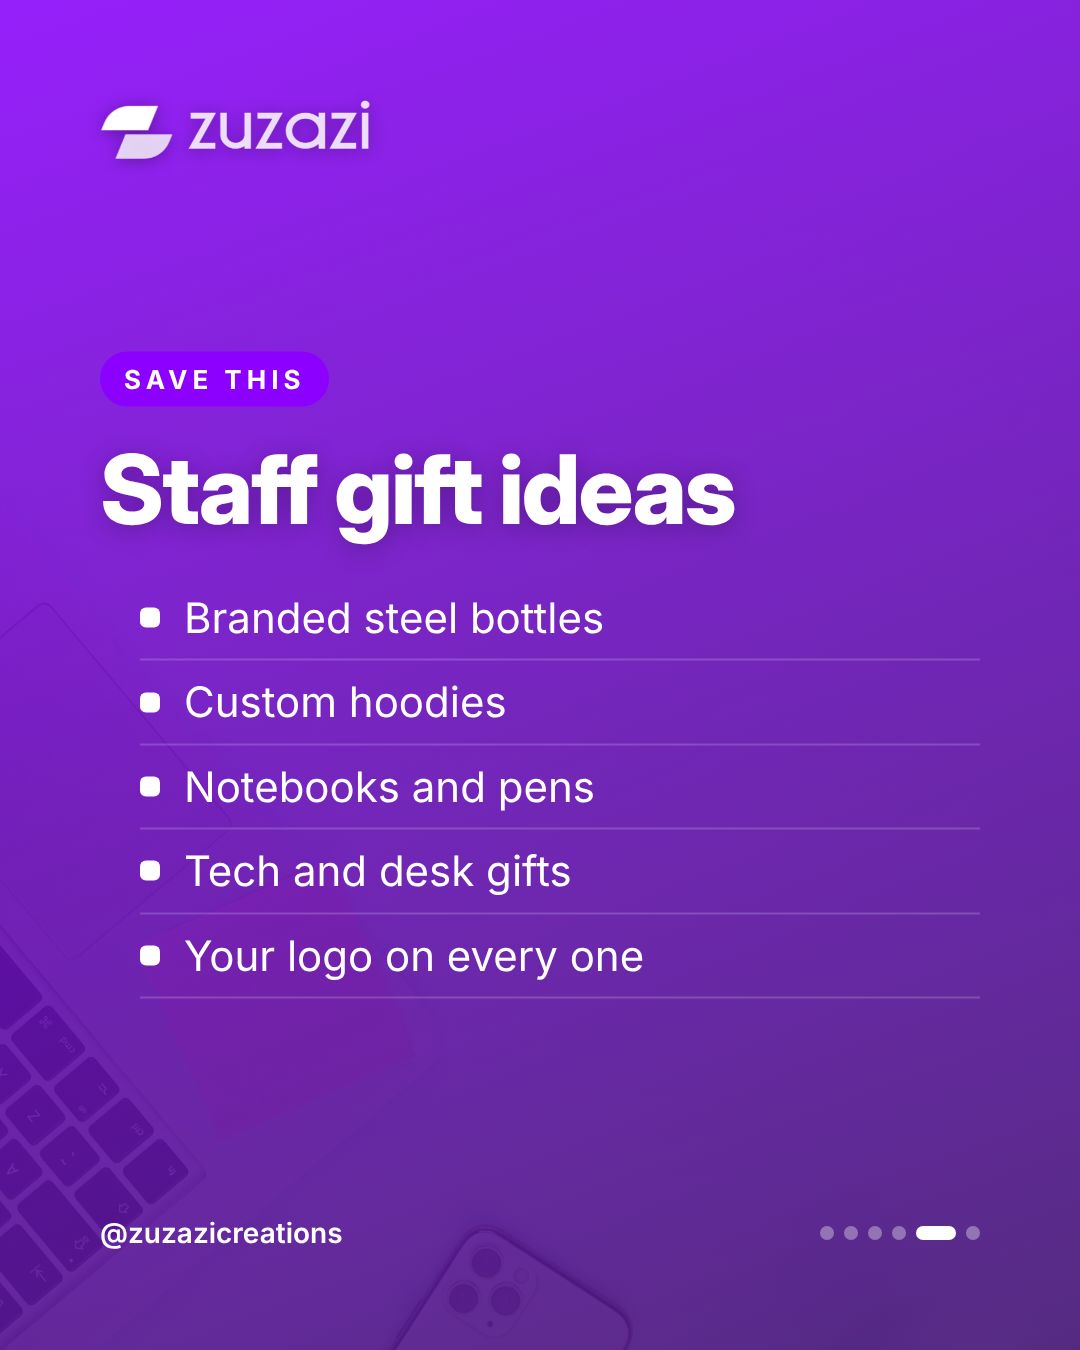 zuzazi
SAVE THIS
Staff gift ideas
Branded steel bottles
Custom hoodies
Notebooks and pens
Tech and desk gifts
Your logo on every one
@zuzazicreations